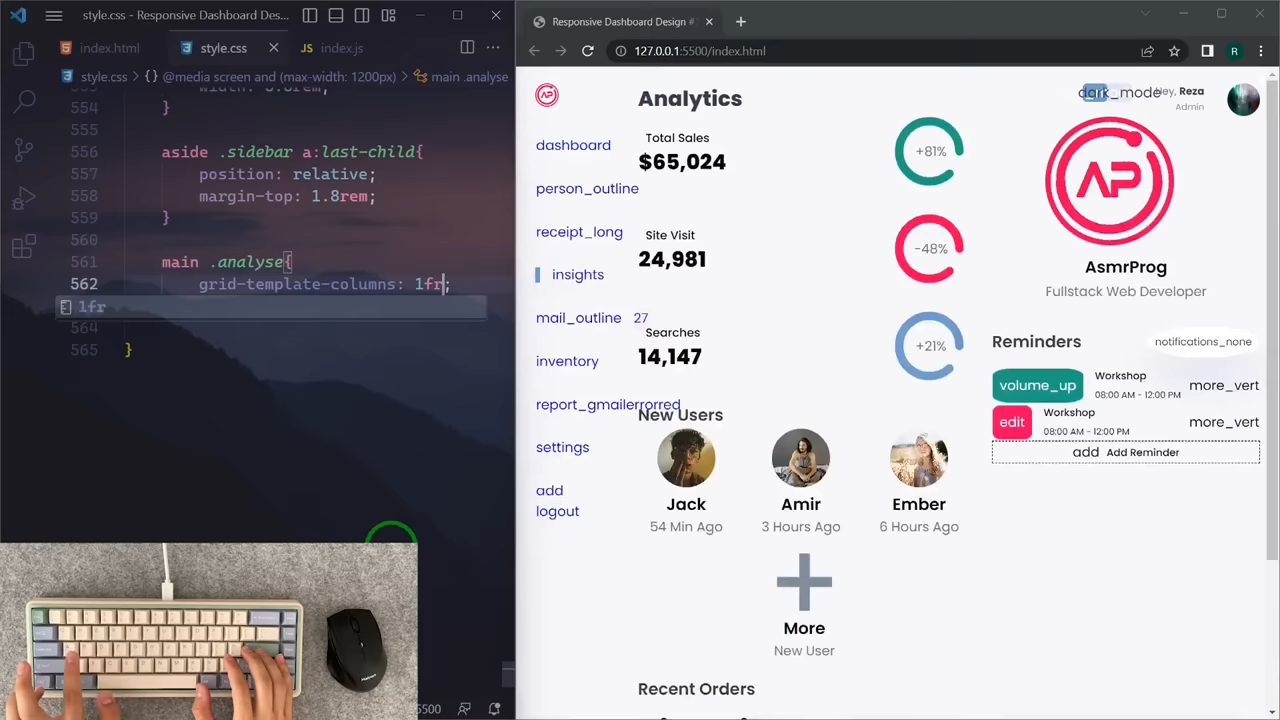 style.css - Responsive Dashboard Des...
index.html
style.css
index.js
style.css > {} @media screen and (max-width: 1200px) > main .analyse
554 }
555
556 aside .sidebar a:last-child{
557 position: relative;
558 margin-top: 1.8rem;
559 }
560
561 main .analyse{
562 grid-template-columns: 1fr;
1fr
564
565 }
5500
Responsive Dashboard Design #
127.0.0.1:5500/index.html
R
AP
dashboard
person_outline
receipt_long
insights
mail_outline 27
inventory
report_gmailerrorred
settings
add
logout
Analytics
Total Sales
$65,024
+81%
Site Visit
24,981
-48%
Searches
14,147
+21%
New Users
Jack
54 Min Ago
Amir
3 Hours Ago
Ember
6 Hours Ago
More
New User
Recent Orders
dark_mode
Hey, Reza
Admin
AP
AsmrProg
Fullstack Web Developer
Reminders
notifications_none
volume_up
Workshop
08:00 AM - 12:00 PM
more_vert
edit
Workshop
08:00 AM - 12:00 PM
more_vert
add Add Reminder